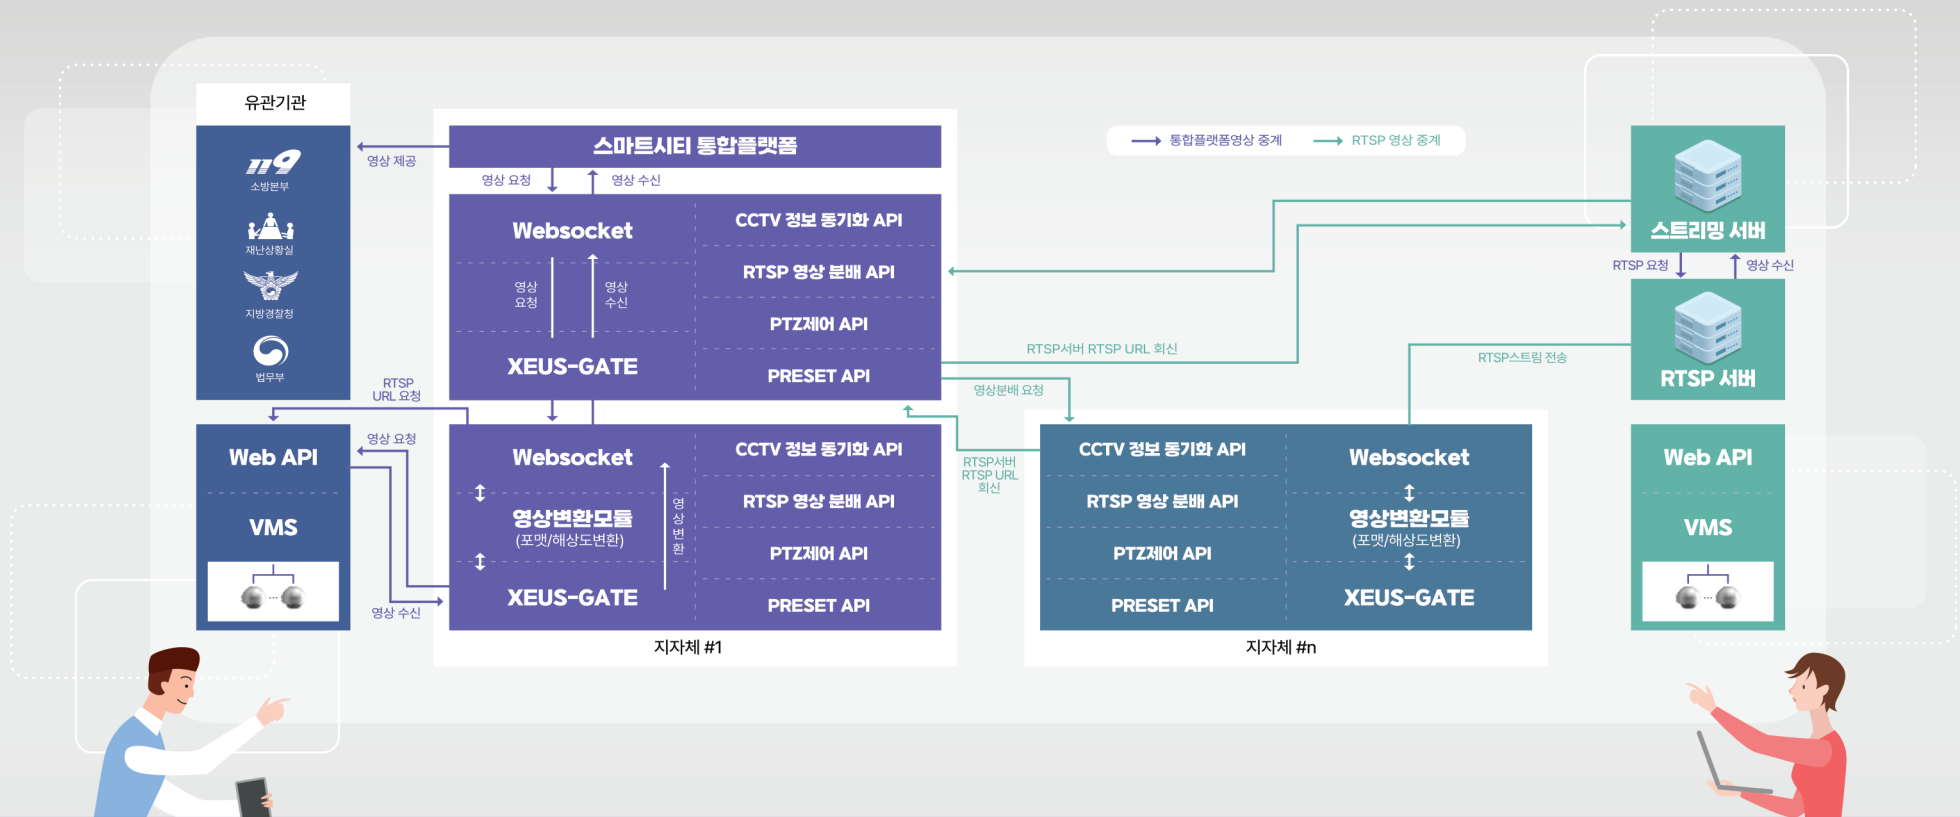 유관기관
119
소방본부
재난상황실
지방경찰청
법무부
영상 제공
스마트시티 통합플랫폼
영상 요청
영상 수신
Websocket
영상
요청
영상
수신
XEUS-GATE
CCTV 정보 동기화 API
RTSP 영상 분배 API
PTZ제어 API
PRESET API
통합플랫폼영상 중계
RTSP 영상 중계
스트리밍 서버
RTSP 요청
영상 수신
RTSP 서버
RTSP서버 RTSP URL 회신
RTSP스트림 전송
영상분배 요청
RTSP
URL 요청
영상 요청
영상 수신
Web API
VMS
...
Websocket
영상변환모듈
(포맷/해상도변환)
XEUS-GATE
영
상
변
환
CCTV 정보 동기화 API
RTSP 영상 분배 API
PTZ제어 API
PRESET API
지자체 #1
RTSP서버
RTSP URL
회신
CCTV 정보 동기화 API
RTSP 영상 분배 API
PTZ제어 API
PRESET API
Websocket
영상변환모듈
(포맷/해상도변환)
XEUS-GATE
지자체 #n
Web API
VMS
...